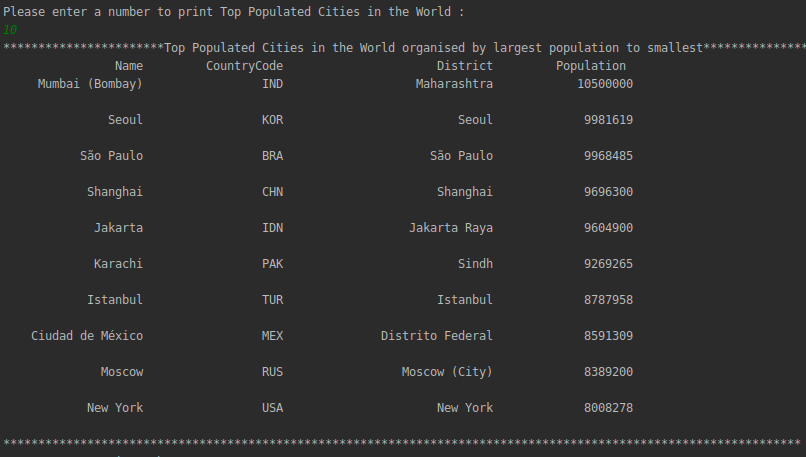 Please enter a number to print Top Populated Cities in the World :
10
***********************Top Populated Cities in the World organised by largest population to smallest***************
Name CountryCode District Population
Mumbai (Bombay) IND Maharashtra 10500000
Seoul KOR Seoul 9981619
São Paulo BRA São Paulo 9968485
Shanghai CHN Shanghai 9696300
Jakarta IDN Jakarta Raya 9604900
Karachi PAK Sindh 9269265
Istanbul TUR Istanbul 8787958
Ciudad de México MEX Distrito Federal 8591309
Moscow RUS Moscow (City) 8389200
New York USA New York 8008278
******************************************************************************************************************